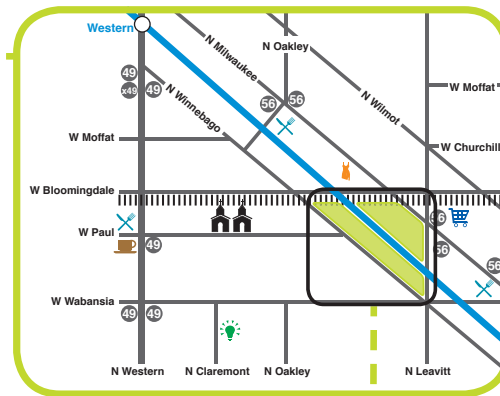 Western
N Oakley
N Milwaukee
49
x49 49
56 56
N Winnebago
N Wilmot
W Moffat
W Moffat
W Churchill
W Bloomingdale
56
W Paul
49
56
56
W Wabansia
49 49
N Western
N Claremont
N Oakley
N Leavitt